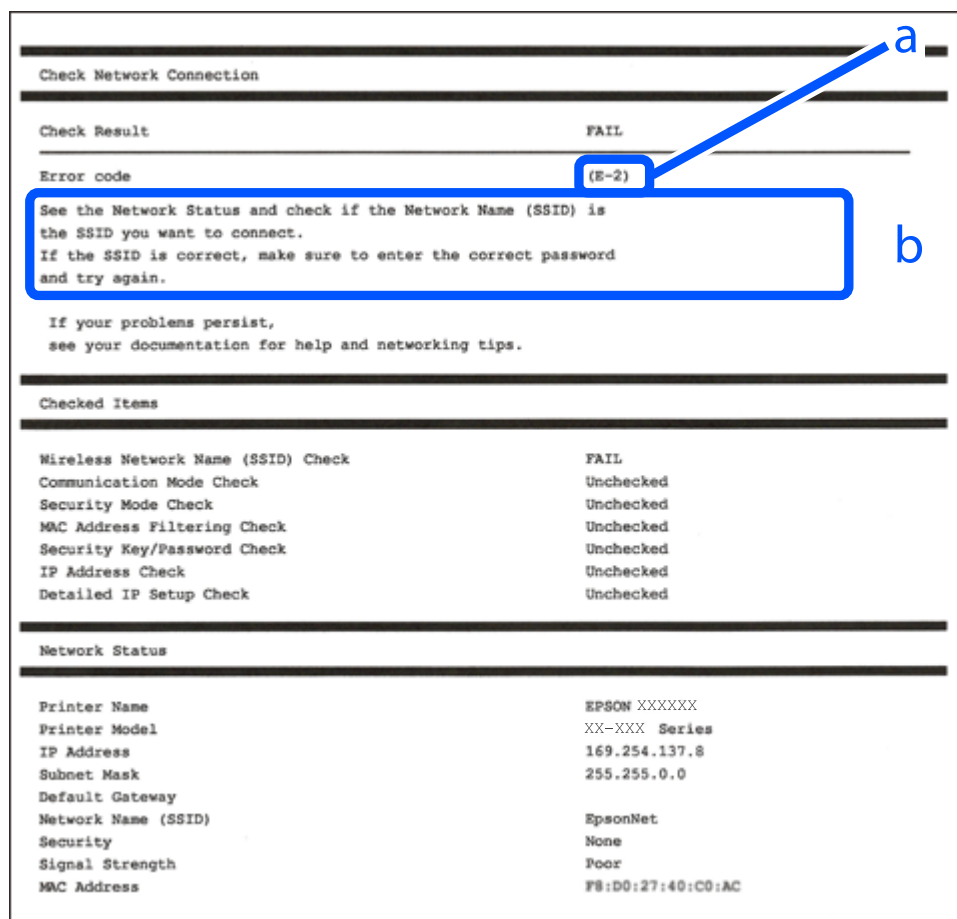 a
Check Network Connection
Check Result FAIL
Error code (E-2)
See the Network Status and check if the Network Name (SSID) is
the SSID you want to connect.
If the SSID is correct, make sure to enter the correct password
and try again.
b
If your problems persist,
see your documentation for help and networking tips.
Checked Items
Wireless Network Name (SSID) Check FAIL
Communication Mode Check Unchecked
Security Mode Check Unchecked
MAC Address Filtering Check Unchecked
Security Key/Password Check Unchecked
IP Address Check Unchecked
Detailed IP Setup Check Unchecked
Network Status
Printer Name EPSON XXXXXX
Printer Model XX-XXX Series
IP Address 169.254.137.8
Subnet Mask 255.255.0.0
Default Gateway
Network Name (SSID) EpsonNet
Security None
Signal Strength Poor
MAC Address F8:D0:27:40:C0:AC